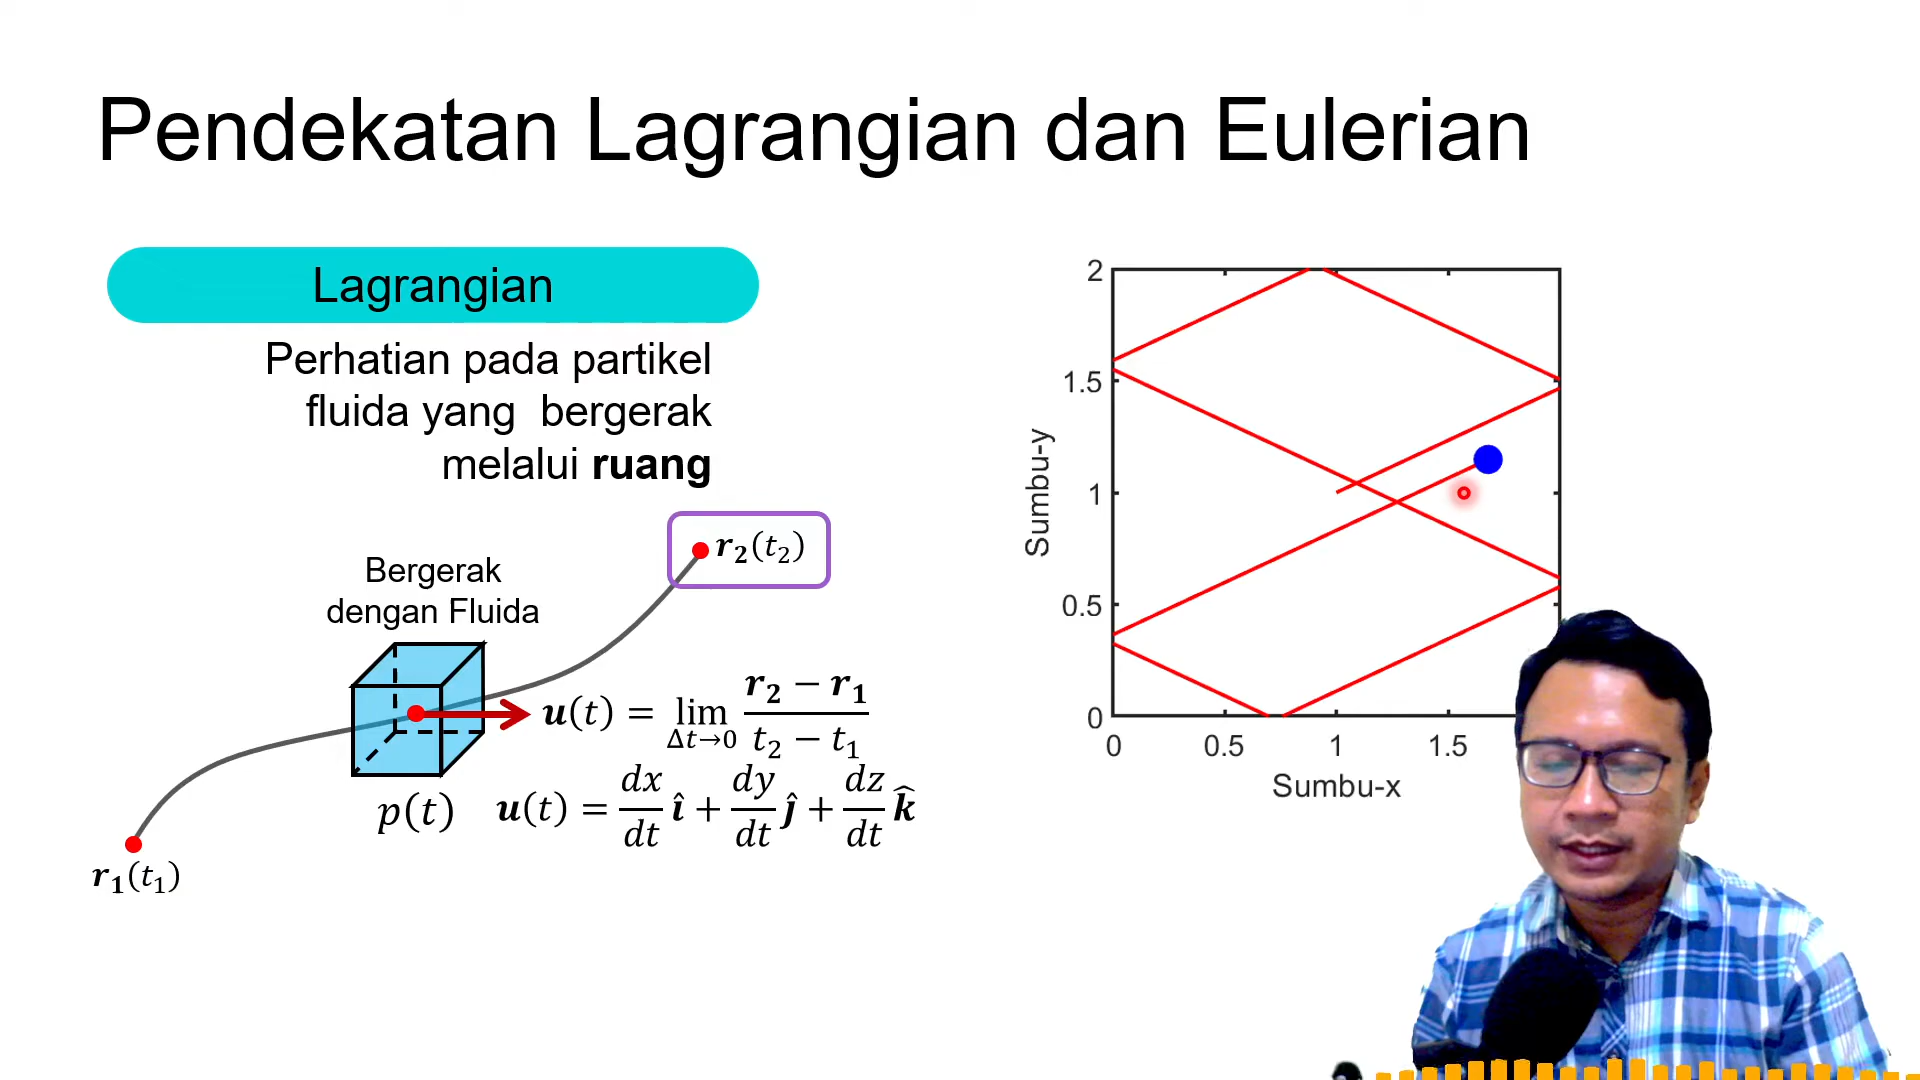 Pendekatan Lagrangian dan Eulerian
Lagrangian
Perhatian pada partikel
fluida yang bergerak
melalui ruang
r₂(t₂)
Bergerak
dengan Fluida
u(t) = lim Δt→0 (r₂ − r₁)/(t₂ − t₁)
p(t)
u(t) = dx/dt î + dy/dt ĵ + dz/dt k̂
r₁(t₁)
2
1.5
1
0.5
0
Sumbu-y
0 0.5 1 1.5
Sumbu-x